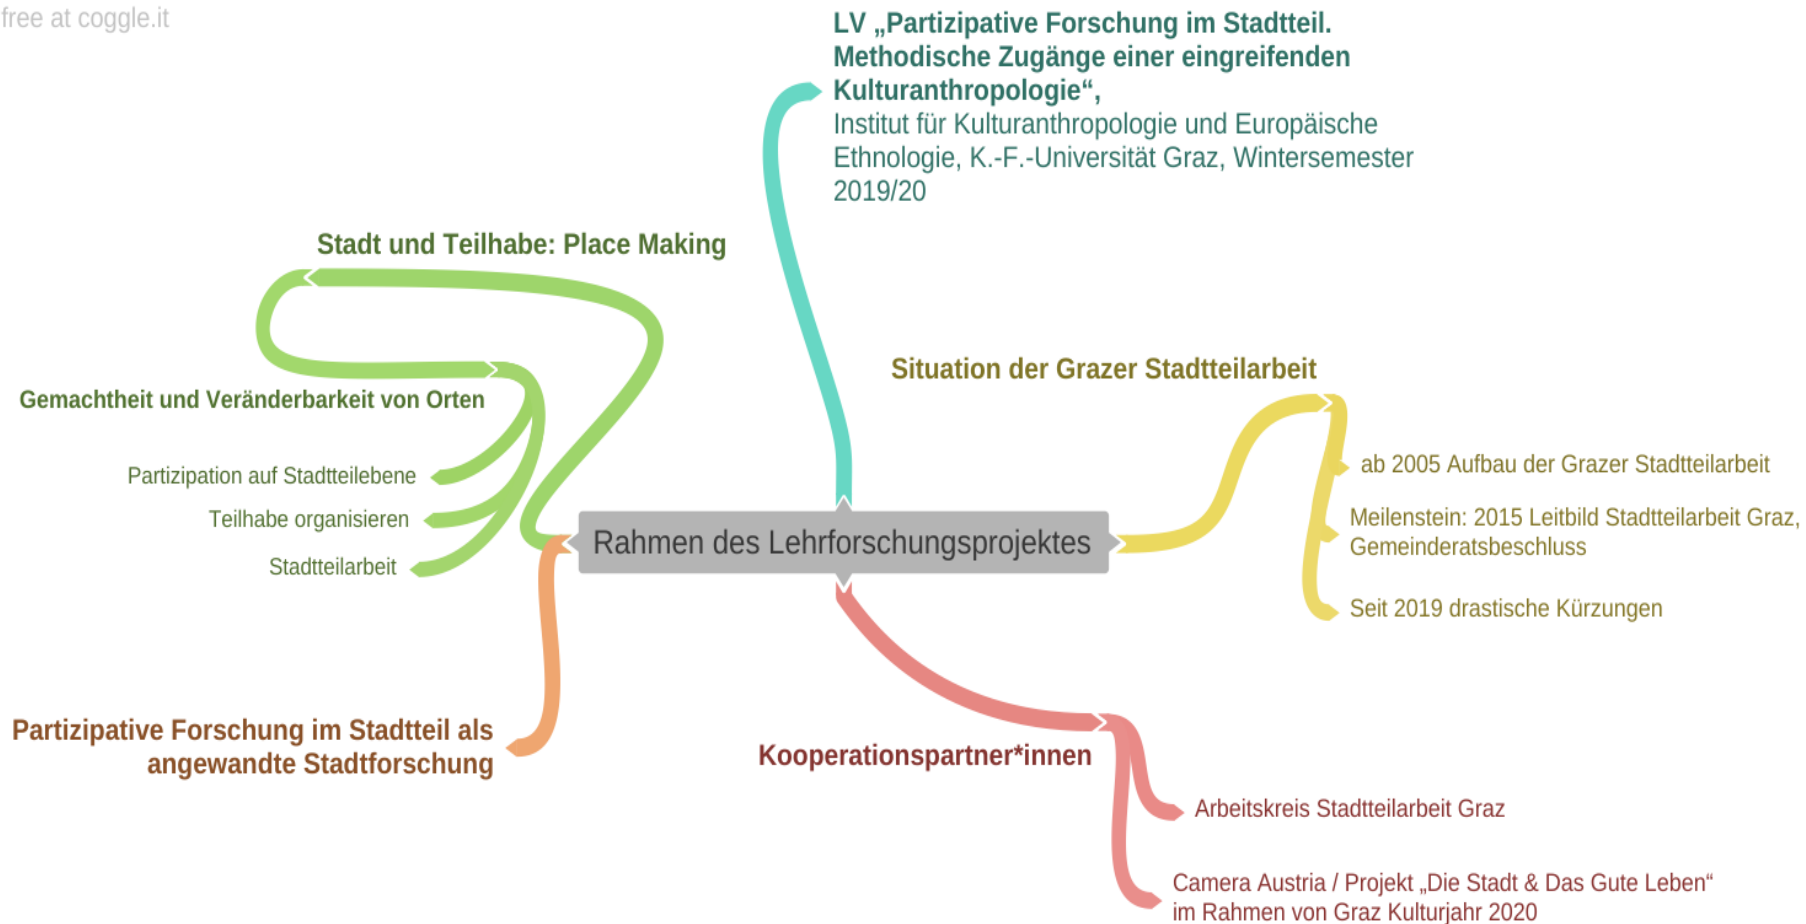 free at coggle.it
LV „Partizipative Forschung im Stadtteil.
Methodische Zugänge einer eingreifenden
Kulturanthropologie“,
Institut für Kulturanthropologie und Europäische
Ethnologie, K.-F.-Universität Graz, Wintersemester
2019/20
Stadt und Teilhabe: Place Making
Gemachtheit und Veränderbarkeit von Orten
Partizipation auf Stadtteilebene
Teilhabe organisieren
Stadtteilarbeit
Situation der Grazer Stadtteilarbeit
ab 2005 Aufbau der Grazer Stadtteilarbeit
Meilenstein: 2015 Leitbild Stadtteilarbeit Graz,
Gemeinderatsbeschluss
Seit 2019 drastische Kürzungen
Rahmen des Lehrforschungsprojektes
Partizipative Forschung im Stadtteil als
angewandte Stadtforschung
Kooperationspartner*innen
Arbeitskreis Stadtteilarbeit Graz
Camera Austria / Projekt „Die Stadt & Das Gute Leben“
im Rahmen von Graz Kulturjahr 2020